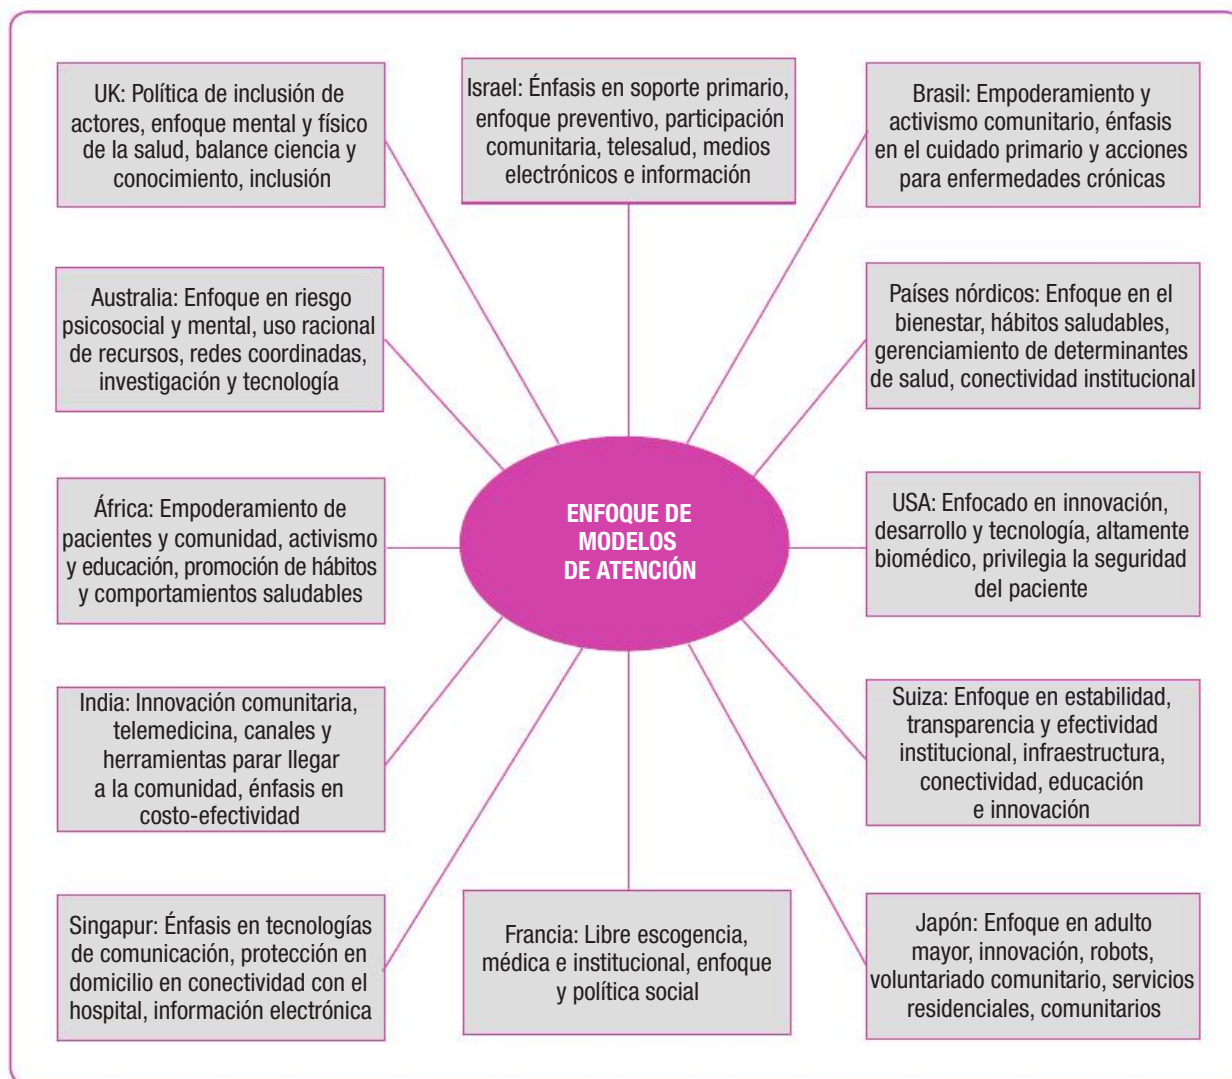 UK: Política de inclusión de
actores, enfoque mental y físico
de la salud, balance ciencia y
conocimiento, inclusión
Israel: Énfasis en soporte primario,
enfoque preventivo, participación
comunitaria, telesalud, medios
electrónicos e información
Brasil: Empoderamiento y
activismo comunitario, énfasis
en el cuidado primario y acciones
para enfermedades crónicas
Australia: Enfoque en riesgo
psicosocial y mental, uso racional
de recursos, redes coordinadas,
investigación y tecnología
Países nórdicos: Enfoque en el
bienestar, hábitos saludables,
gerenciamiento de determinantes
de salud, conectividad institucional
África: Empoderamiento de
pacientes y comunidad, activismo
y educación, promoción de hábitos
y comportamientos saludables
ENFOQUE DE
MODELOS
DE ATENCIÓN
USA: Enfocado en innovación,
desarrollo y tecnología, altamente
biomédico, privilegia la seguridad
del paciente
India: Innovación comunitaria,
telemedicina, canales y
herramientas parar llegar
a la comunidad, énfasis en
costo-efectividad
Suiza: Enfoque en estabilidad,
transparencia y efectividad
institucional, infraestructura,
conectividad, educación
e innovación
Singapur: Énfasis en tecnologías
de comunicación, protección en
domicilio en conectividad con el
hospital, información electrónica
Francia: Libre escogencia,
médica e institucional, enfoque
y política social
Japón: Enfoque en adulto
mayor, innovación, robots,
voluntariado comunitario, servicios
residenciales, comunitarios